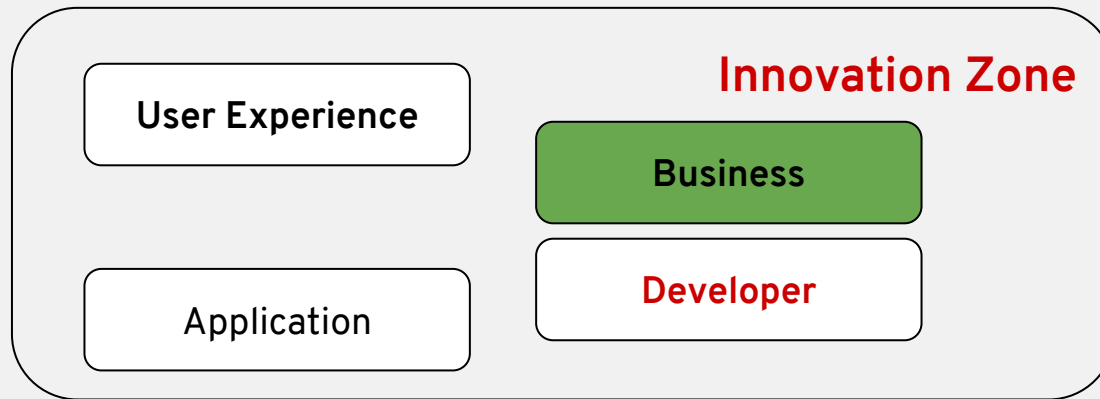 User Experience
Innovation Zone
Business
Developer
Application